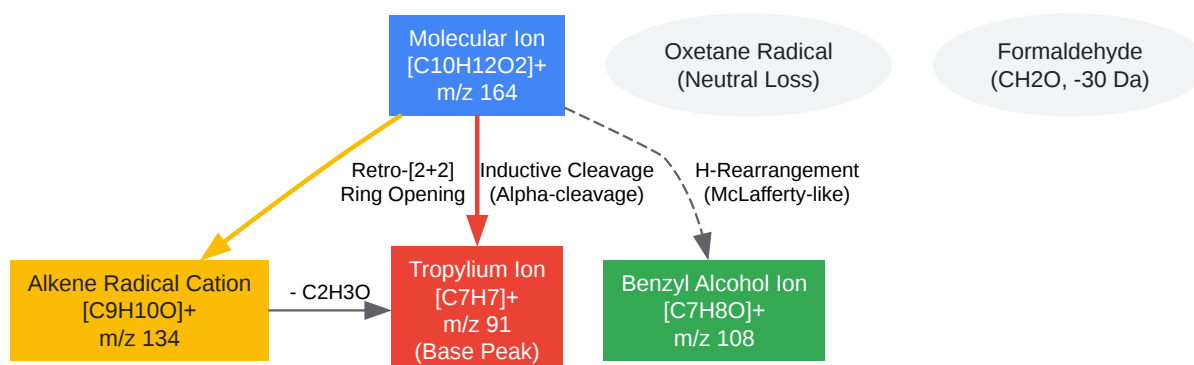 Molecular Ion
[C10H12O2]+
m/z 164
Oxetane Radical
(Neutral Loss)
Formaldehyde
(CH2O, -30 Da)
Retro-[2+2]
Ring Opening
Inductive Cleavage
(Alpha-cleavage)
H-Rearrangement
(McLafferty-like)
Alkene Radical Cation
[C9H10O]+
m/z 134
- C2H3O
Tropylium Ion
[C7H7]+
m/z 91
(Base Peak)
Benzyl Alcohol Ion
[C7H8O]+
m/z 108